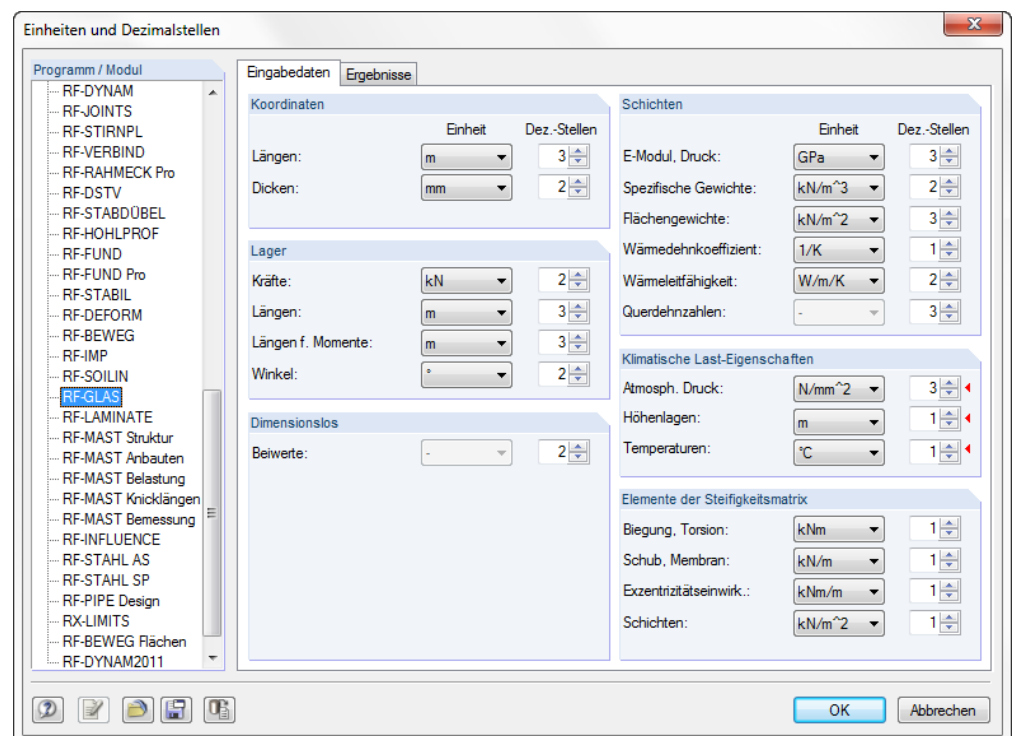 Einheiten und Dezimalstellen
Programm / Modul
RF-DYNAM
RF-JOINTS
RF-STIRNPL
RF-VERBIND
RF-RAHMECK Pro
RF-DSTV
RF-STABDÜBEL
RF-HOHLPROF
RF-FUND
RF-FUND Pro
RF-STABIL
RF-DEFORM
RF-BEWEG
RF-IMP
RF-SOILIN
RF-GLAS
RF-LAMINATE
RF-MAST Struktur
RF-MAST Anbauten
RF-MAST Belastung
RF-MAST Knicklängen
RF-MAST Bemessung
RF-INFLUENCE
RF-STAHL AS
RF-STAHL SP
RF-PIPE Design
RX-LIMITS
RF-BEWEG Flächen
RF-DYNAM2011
Eingabedaten Ergebnisse
Koordinaten
Einheit Dez.-Stellen
Längen: m 3
Dicken: mm 2
Lager
Kräfte: kN 2
Längen: m 3
Längen f. Momente: m 3
Winkel: ° 2
Dimensionslos
Beiwerte: - 2
Schichten
Einheit Dez.-Stellen
E-Modul, Druck: GPa 3
Spezifische Gewichte: kN/m^3 2
Flächengewichte: kN/m^2 3
Wärmedehnkoeffizient: 1/K 1
Wärmeleitfähigkeit: W/m/K 2
Querdehnzahlen: - 3
Klimatische Last-Eigenschaften
Atmosph. Druck: N/mm^2 3
Höhenlagen: m 1
Temperaturen: °C 1
Elemente der Steifigkeitsmatrix
Biegung, Torsion: kNm 1
Schub, Membran: kN/m 1
Exzentrizitätseinwirk.: kNm/m 1
Schichten: kN/m^2 1
OK Abbrechen